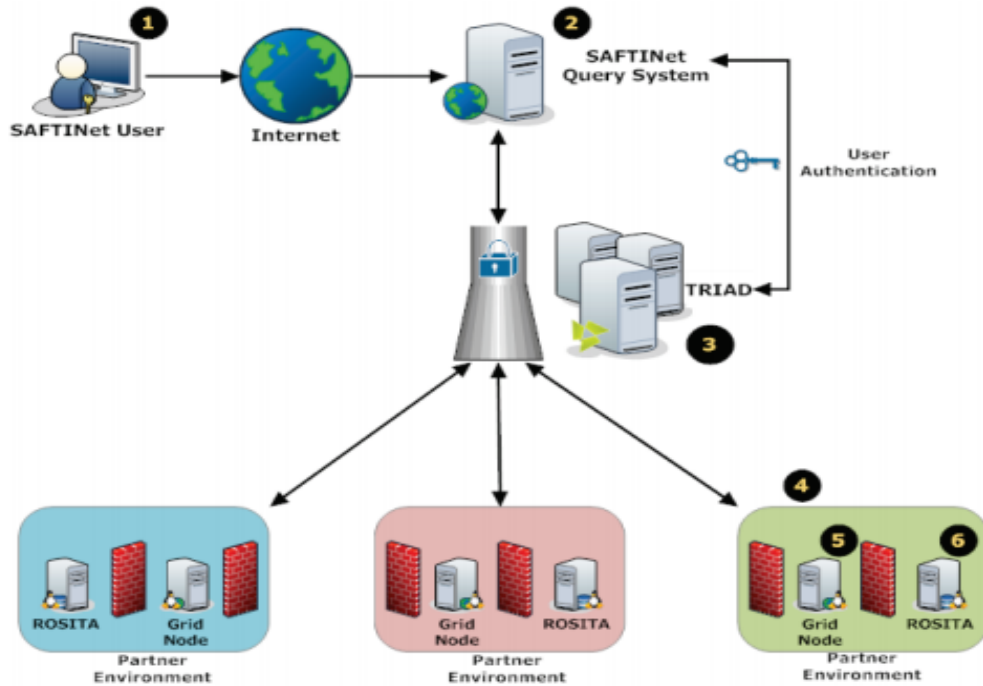 1
2
SAFTINet User
Internet
SAFTINet
Query System
User
Authentication
TRIAD
3
4
5
6
ROSITA
Grid
Node
Partner
Environment
Grid
Node
ROSITA
Partner
Environment
Grid
Node
ROSITA
Partner
Environment